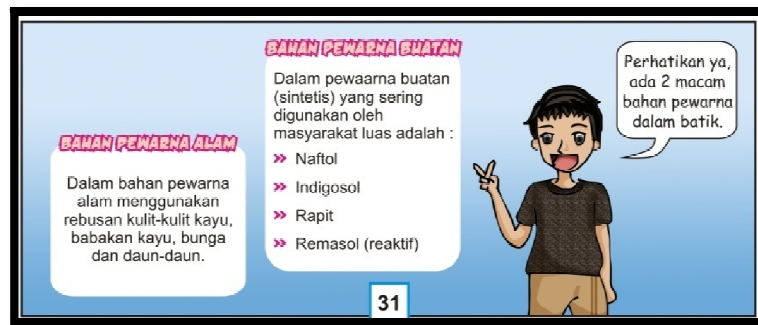 BAHAN PEWARNA ALAM
Dalam bahan pewarna
alam menggunakan
rebusan kulit-kulit kayu,
babakan kayu, bunga
dan daun-daun.
BAHAN PEWARNA BUATAN
Dalam pewaarna buatan
(sintetis) yang sering
digunakan oleh
masyarakat luas adalah :
» Naftol
» Indigosol
» Rapit
» Remasol (reaktif)
Perhatikan ya,
ada 2 macam
bahan pewarna
dalam batik.
31